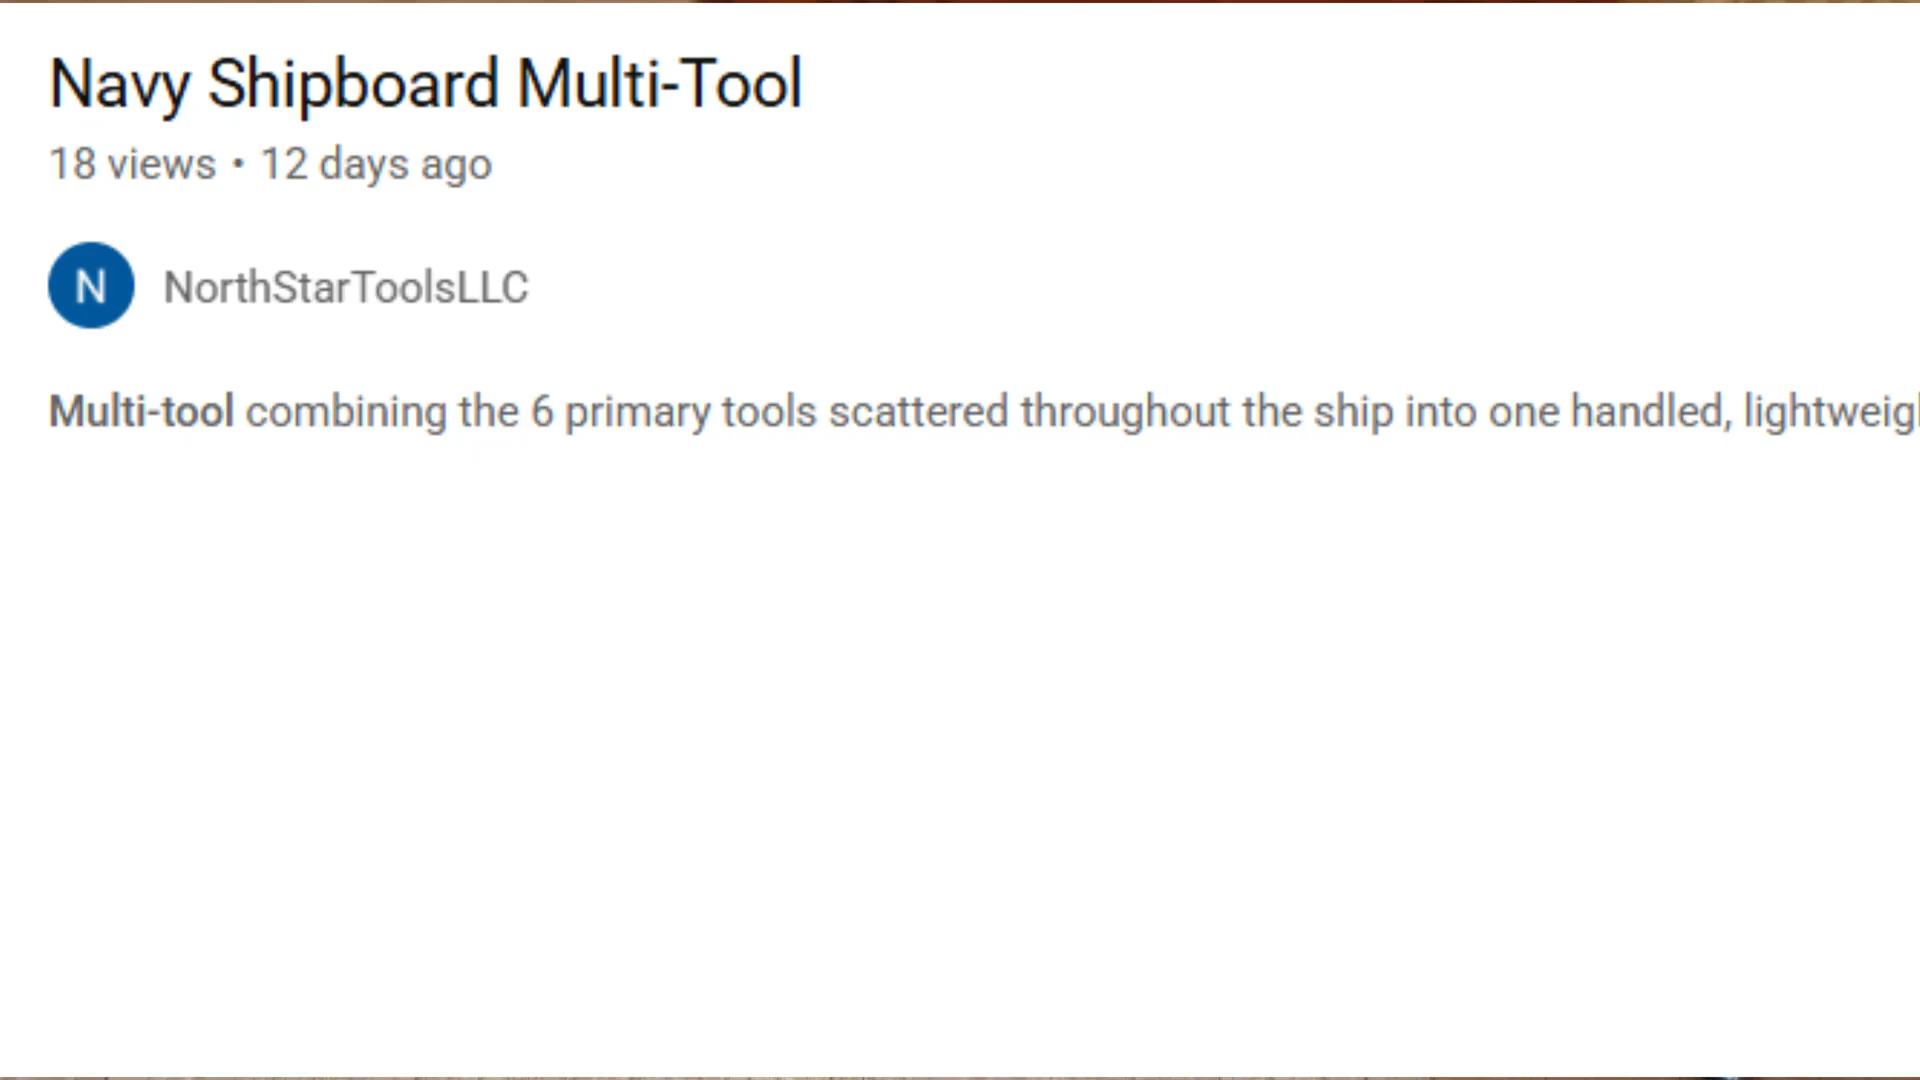 Navy Shipboard Multi-Tool
18 views • 12 days ago
N
NorthStarToolsLLC
Multi-tool combining the 6 primary tools scattered throughout the ship into one handled,